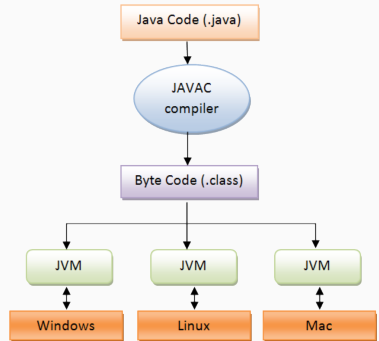 Java Code (.java)
JAVAC
compiler
Byte Code (.class)
JVM
JVM
JVM
Windows
Linux
Mac